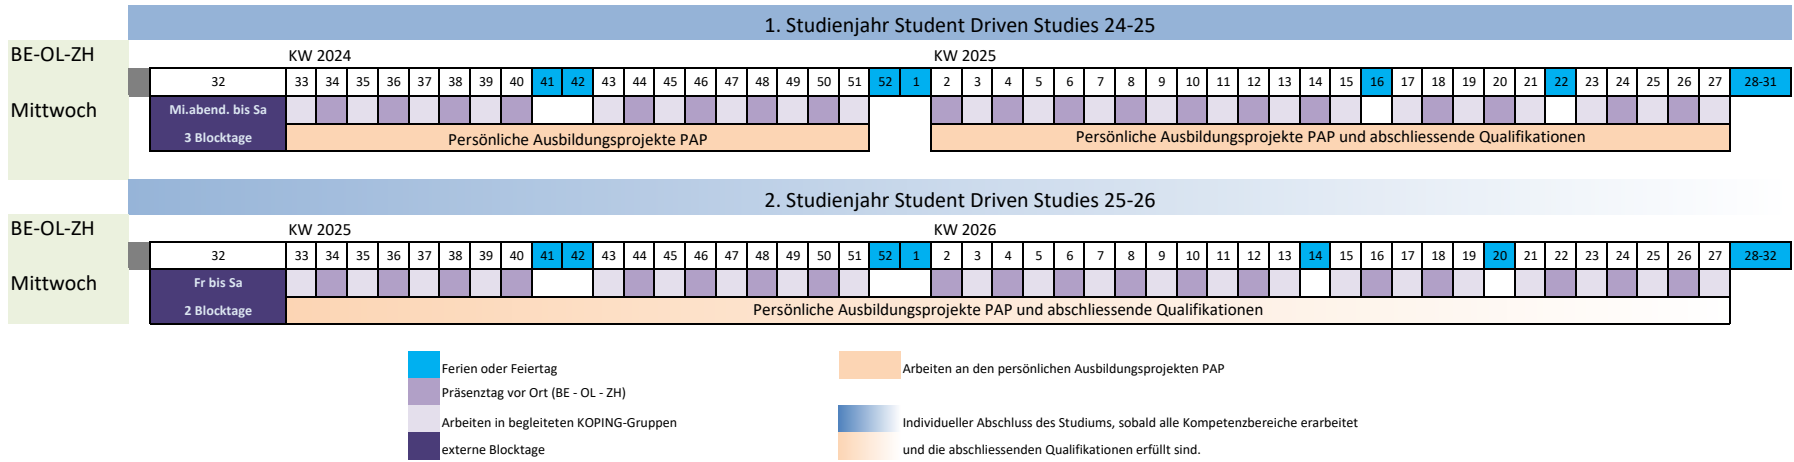 1. Studienjahr Student Driven Studies 24-25
BE-OL-ZH KW 2024 KW 2025
32 33 34 35 36 37 38 39 40 41 42 43 44 45 46 47 48 49 50 51 52 1 2 3 4 5 6 7 8 9 10 11 12 13 14 15 16 17 18 19 20 21 22 23 24 25 26 27 28-31
Mittwoch Mi.abend. bis Sa
3 Blocktage Persönliche Ausbildungsprojekte PAP Persönliche Ausbildungsprojekte PAP und abschliessende Qualifikationen
2. Studienjahr Student Driven Studies 25-26
BE-OL-ZH KW 2025 KW 2026
32 33 34 35 36 37 38 39 40 41 42 43 44 45 46 47 48 49 50 51 52 1 2 3 4 5 6 7 8 9 10 11 12 13 14 15 16 17 18 19 20 21 22 23 24 25 26 27 28-32
Mittwoch Fr bis Sa
2 Blocktage Persönliche Ausbildungsprojekte PAP und abschliessende Qualifikationen
Ferien oder Feiertag Arbeiten an den persönlichen Ausbildungsprojekten PAP
Präsenztag vor Ort (BE - OL - ZH)
Arbeiten in begleiteten KOPING-Gruppen Individueller Abschluss des Studiums, sobald alle Kompetenzbereiche erarbeitet
externe Blocktage und die abschliessenden Qualifikationen erfüllt sind.